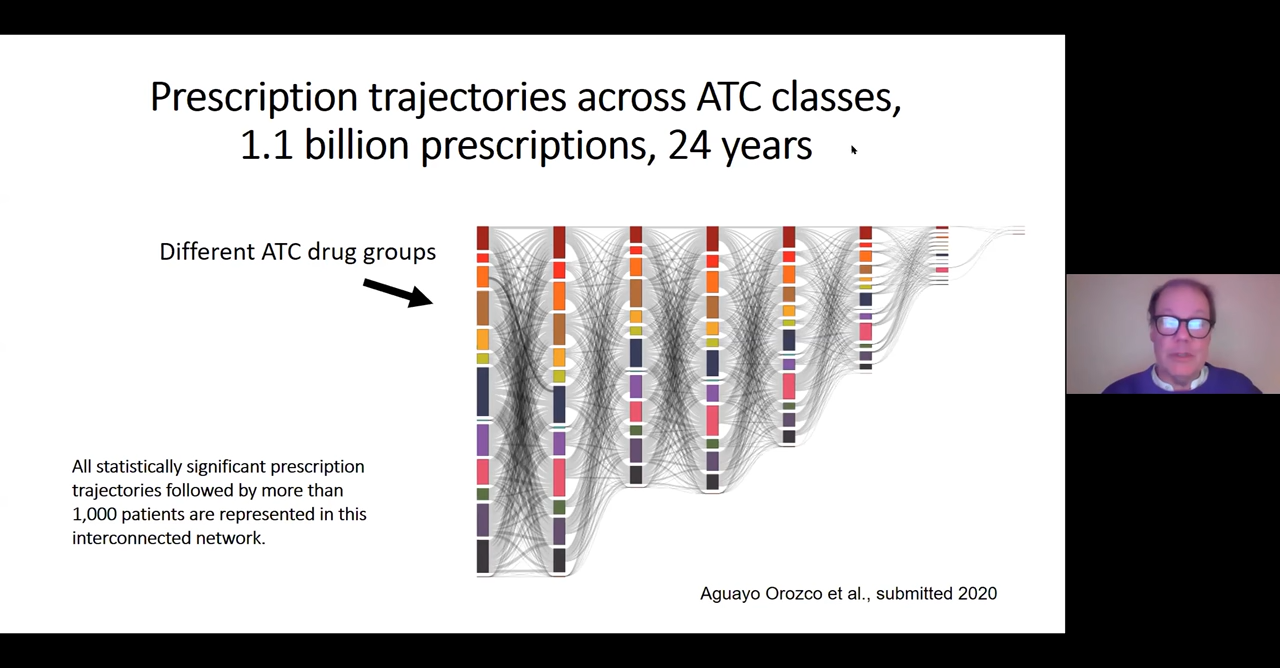 Prescription trajectories across ATC classes,
1.1 billion prescriptions, 24 years
Different ATC drug groups
All statistically significant prescription
trajectories followed by more than
1,000 patients are represented in this
interconnected network.
Aguayo Orozco et al., submitted 2020